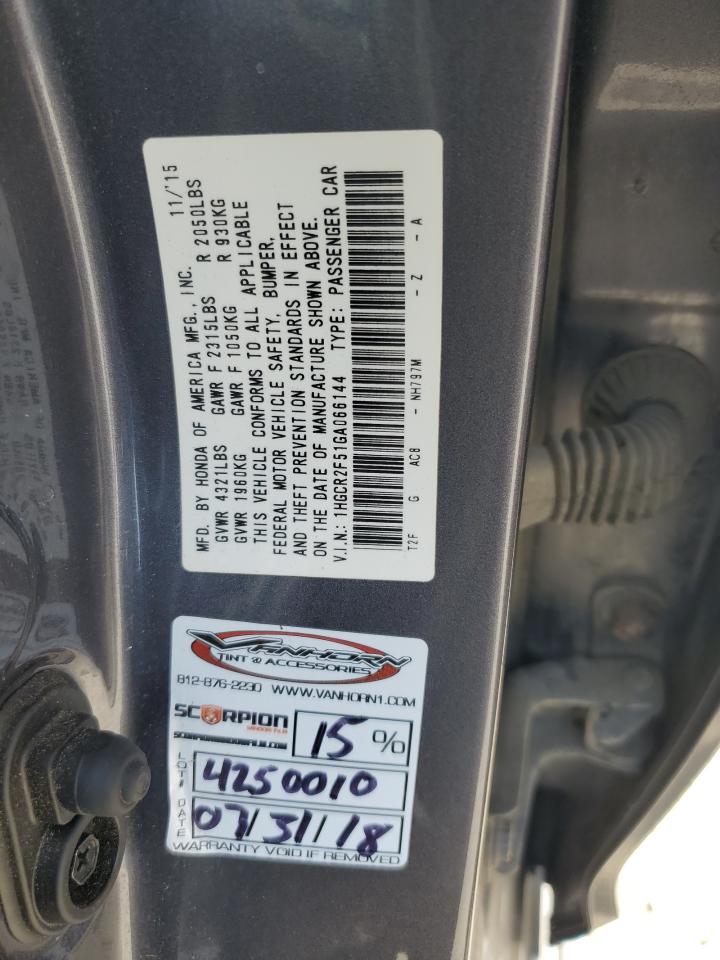 MFD. BY HONDA OF AMERICA MFG., INC. 11/'15
GVWR 4321LBS GAWR F 2315LBS R 2050LBS
GVWR 1960KG GAWR F 1050KG R 930KG
THIS VEHICLE CONFORMS TO ALL APPLICABLE
FEDERAL MOTOR VEHICLE SAFETY, BUMPER,
AND THEFT PREVENTION STANDARDS IN EFFECT
ON THE DATE OF MANUFACTURE SHOWN ABOVE.
V.I.N.: 1HGCR2F51GA066144 TYPE: PASSENGER CAR
T2F G AC8 - NH797M - Z - A
VANHORN
TINT & ACCESSORIES
812-876-2230 WWW.VANHORN1.COM
SCORPION
WINDOW FILM
15 %
LOT# 4250010
DATE 07/31/18
WARRANTY VOID IF REMOVED